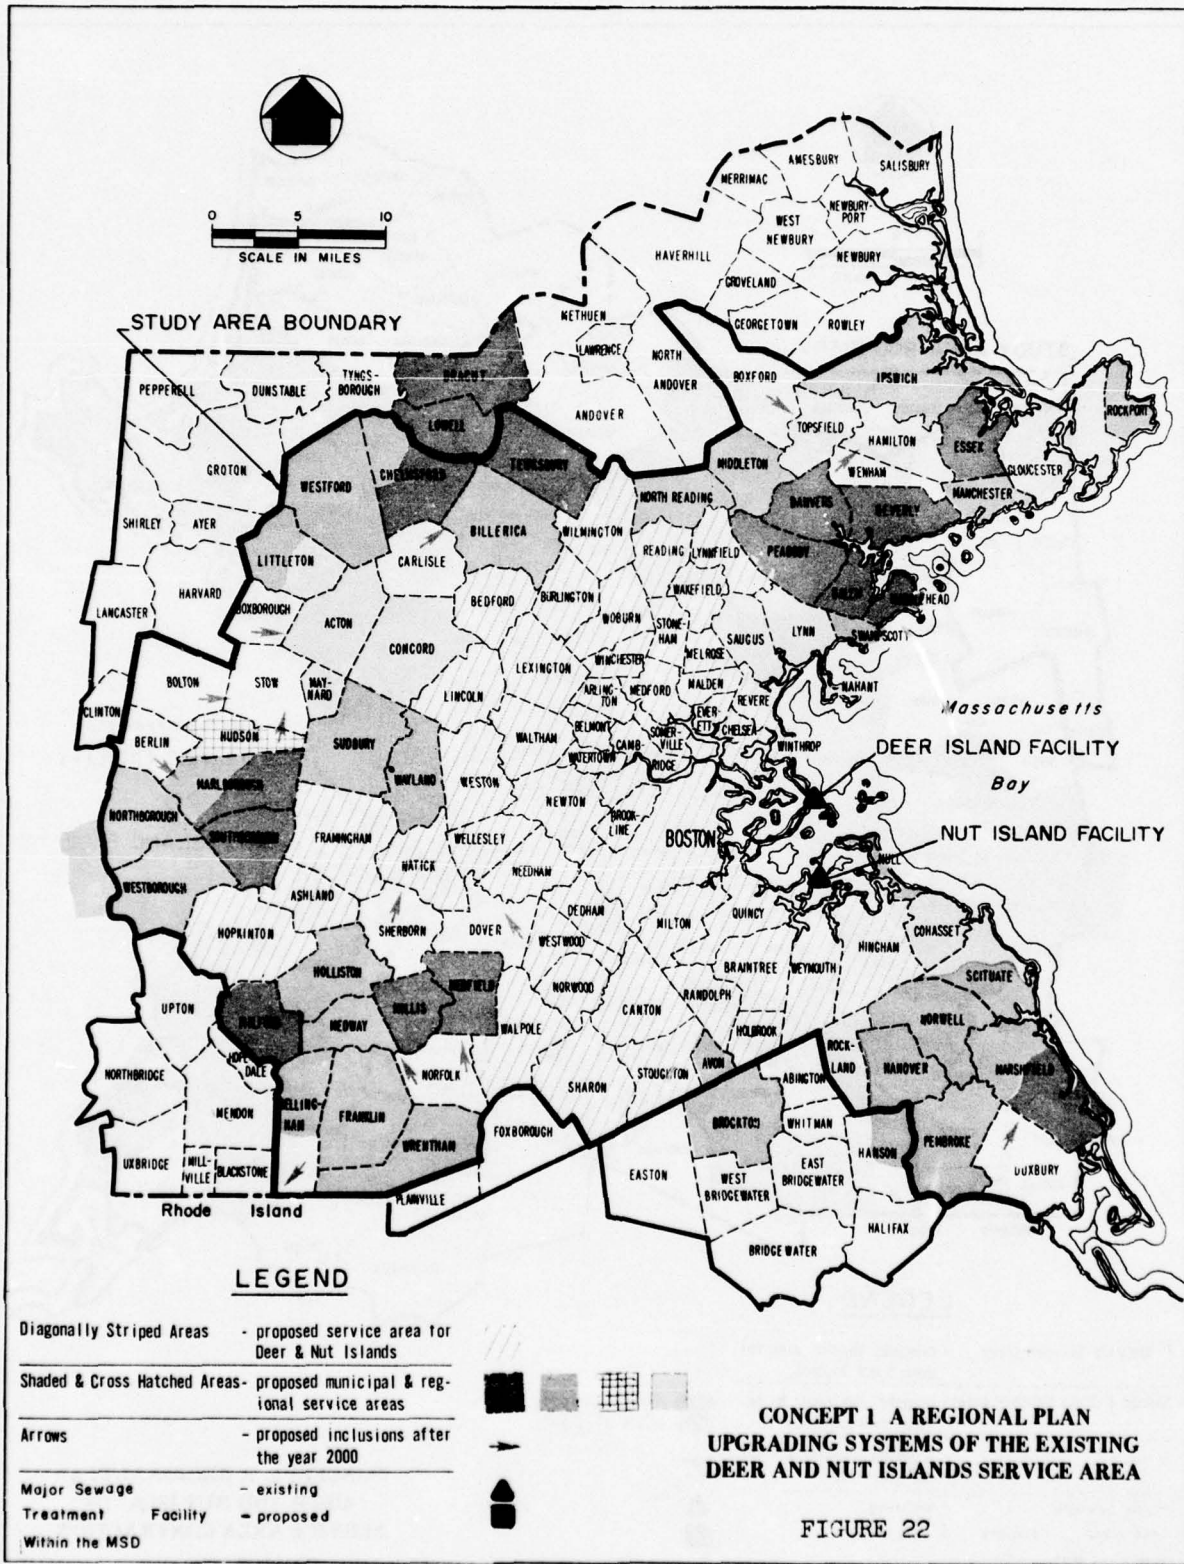 0 5 10
SCALE IN MILES
STUDY AREA BOUNDARY
AMESBURY
SALISBURY
MERRIMAC
NEWBURY-
PORT
WEST
NEWBURY
NEWBURY
HAVERHILL
GROVELAND
GEORGETOWN
ROWLEY
METHUEN
LAWRENCE
NORTH
ANDOVER
ANDOVER
BOXFORD
IPSWICH
ROCKPORT
TOPSFIELD
HAMILTON
WENHAM
ESSEX
GLOUCESTER
MANCHESTER
PEPPERELL
DUNSTABLE
TYNGS-
BOROUGH
DRACUT
LOWELL
TEWKSBURY
GROTON
WESTFORD
CHELMSFORD
MIDDLETON
DANVERS
BEVERLY
NORTH READING
SHIRLEY
AYER
BILLERICA
WILMINGTON
READING
LYNNFIELD
PEABODY
LITTLETON
CARLISLE
SALEM
HEAD
LANCASTER
HARVARD
BOXBOROUGH
ACTON
BEDFORD
BURLINGTON
WAKEFIELD
WOBURN
STONE-
HAM
SAUGUS
LYNN
SWAMPSCOTT
CONCORD
LEXINGTON
WINCHESTER
MELROSE
NAHANT
BOLTON
STOW
MAY-
NARD
LINCOLN
ARLING-
TON
MEDFORD
MALDEN
REVERE
CLINTON
BERLIN
HUDSON
SUDBURY
WALTHAM
BELMONT
WATERTOWN
CAMB-
RIDGE
SOMER-
VILLE
EVER-
ETT
CHELSEA
WINTHROP
Massachusetts
Bay
DEER ISLAND FACILITY
NUT ISLAND FACILITY
MARLBOROUGH
WAYLAND
WESTON
NEWTON
BROOK-
LINE
BOSTON
NORTHBOROUGH
SOUTHBOROUGH
FRAMINGHAM
WELLESLEY
NATICK
NEEDHAM
HULL
WESTBOROUGH
ASHLAND
HOPKINTON
SHERBORN
DOVER
DEDHAM
WESTWOOD
MILTON
QUINCY
HINGHAM
COHASSET
HOLLISTON
MEDFIELD
NORWOOD
BRAINTREE
WEYMOUTH
SCITUATE
UPTON
MILFORD
MILLIS
MEDWAY
WALPOLE
CANTON
RANDOLPH
HOLBROOK
NORWELL
HOPE-
DALE
NORTHBRIDGE
NORFOLK
SHARON
STOUGHTON
AVON
ROCK-
LAND
HANOVER
MARSHFIELD
MENDON
BELLING-
HAM
FRANKLIN
WRENTHAM
FOXBOROUGH
BROCKTON
ABINGTON
WHITMAN
HANSON
PEMBROKE
DUXBURY
UXBRIDGE
MILL-
VILLE
BLACKSTONE
PLAINVILLE
EASTON
WEST
BRIDGEWATER
EAST
BRIDGEWATER
HALIFAX
BRIDGEWATER
Rhode Island
LEGEND
Diagonally Striped Areas - proposed service area for
Deer & Nut Islands
Shaded & Cross Hatched Areas- proposed municipal & reg-
ional service areas
Arrows - proposed inclusions after
the year 2000
Major Sewage - existing
Treatment Facility - proposed
Within the MSD
CONCEPT 1 A REGIONAL PLAN
UPGRADING SYSTEMS OF THE EXISTING
DEER AND NUT ISLANDS SERVICE AREA
FIGURE 22